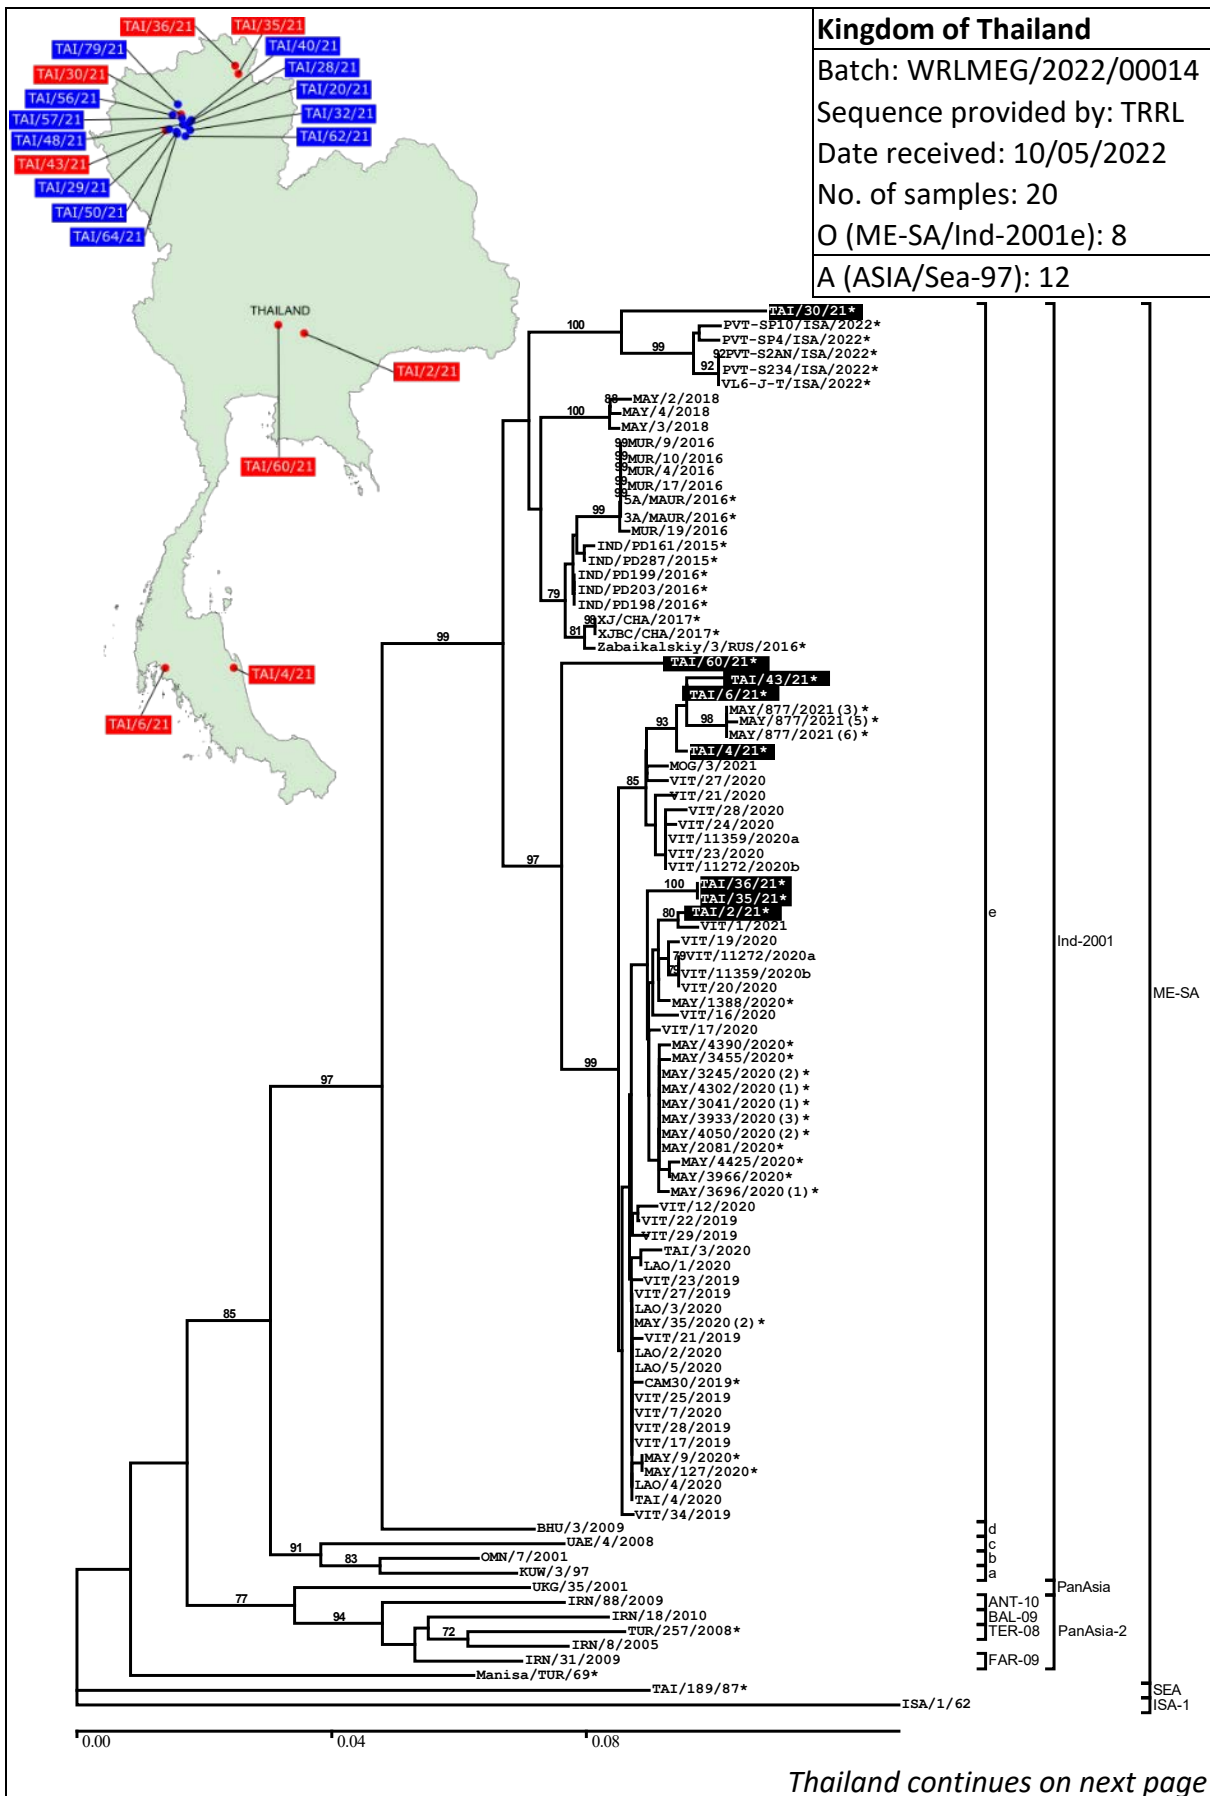 Kingdom of Thailand
Batch: WRLMEG/2022/00014
Sequence provided by: TRRL
Date received: 10/05/2022
No. of samples: 20
O (ME-SA/Ind-2001e): 8
A (ASIA/Sea-97): 12
TAI/36/21
TAI/35/21
TAI/79/21
TAI/40/21
TAI/30/21
TAI/28/21
TAI/56/21
TAI/20/21
TAI/57/21
TAI/32/21
TAI/48/21
TAI/62/21
TAI/43/21
TAI/29/21
TAI/50/21
TAI/64/21
THAILAND
TAI/2/21
TAI/60/21
TAI/4/21
TAI/6/21
TAI/30/21*
100
PVT-SP10/ISA/2022*
PVT-SP4/ISA/2022*
99
92
PVT-S2AN/ISA/2022*
92
PVT-S234/ISA/2022*
VL6-J-T/ISA/2022*
88
MAY/2/2018
100
MAY/4/2018
MAY/3/2018
99
MUR/9/2016
99
MUR/10/2016
99
MUR/4/2016
99
MUR/17/2016
99
5A/MAUR/2016*
99
3A/MAUR/2016*
MUR/19/2016
IND/PD161/2015*
IND/PD287/2015*
IND/PD199/2016*
79
IND/PD203/2016*
IND/PD198/2016*
XJ/CHA/2017*
81
XJBC/CHA/2017*
99
Zabaikalskiy/3/RUS/2016*
TAI/60/21*
TAI/43/21*
TAI/6/21*
MAY/877/2021(3)*
93
98
MAY/877/2021(5)*
MAY/877/2021(6)*
TAI/4/21*
MOG/3/2021
85
VIT/27/2020
VIT/21/2020
VIT/28/2020
VIT/24/2020
VIT/11359/2020a
VIT/23/2020
97
VIT/11272/2020b
100
TAI/36/21*
TAI/35/21*
80
TAI/2/21*
e
VIT/1/2021
VIT/19/2020
Ind-2001
79
VIT/11272/2020a
79
VIT/11359/2020b
VIT/20/2020
ME-SA
MAY/1388/2020*
VIT/16/2020
VIT/17/2020
MAY/4390/2020*
MAY/3455/2020*
99
MAY/3245/2020(2)*
97
MAY/4302/2020(1)*
MAY/3041/2020(1)*
MAY/3933/2020(3)*
MAY/4050/2020(2)*
MAY/2081/2020*
MAY/4425/2020*
MAY/3966/2020*
MAY/3696/2020(1)*
VIT/12/2020
VIT/22/2019
VIT/29/2019
TAI/3/2020
LAO/1/2020
VIT/23/2019
VIT/27/2019
LAO/3/2020
85
MAY/35/2020(2)*
VIT/21/2019
LAO/2/2020
LAO/5/2020
CAM30/2019*
VIT/25/2019
VIT/7/2020
VIT/28/2019
VIT/17/2019
MAY/9/2020*
MAY/127/2020*
LAO/4/2020
TAI/4/2020
VIT/34/2019
BHU/3/2009
d
UAE/4/2008
c
91
OMN/7/2001
b
83
KUW/3/97
a
UKG/35/2001
PanAsia
77
IRN/88/2009
ANT-10
94
IRN/18/2010
BAL-09
72
TUR/257/2008*
TER-08
PanAsia-2
IRN/8/2005
IRN/31/2009
FAR-09
Manisa/TUR/69*
TAI/189/87*
SEA
ISA/1/62
ISA-1
0.00
0.04
0.08
Thailand continues on next page